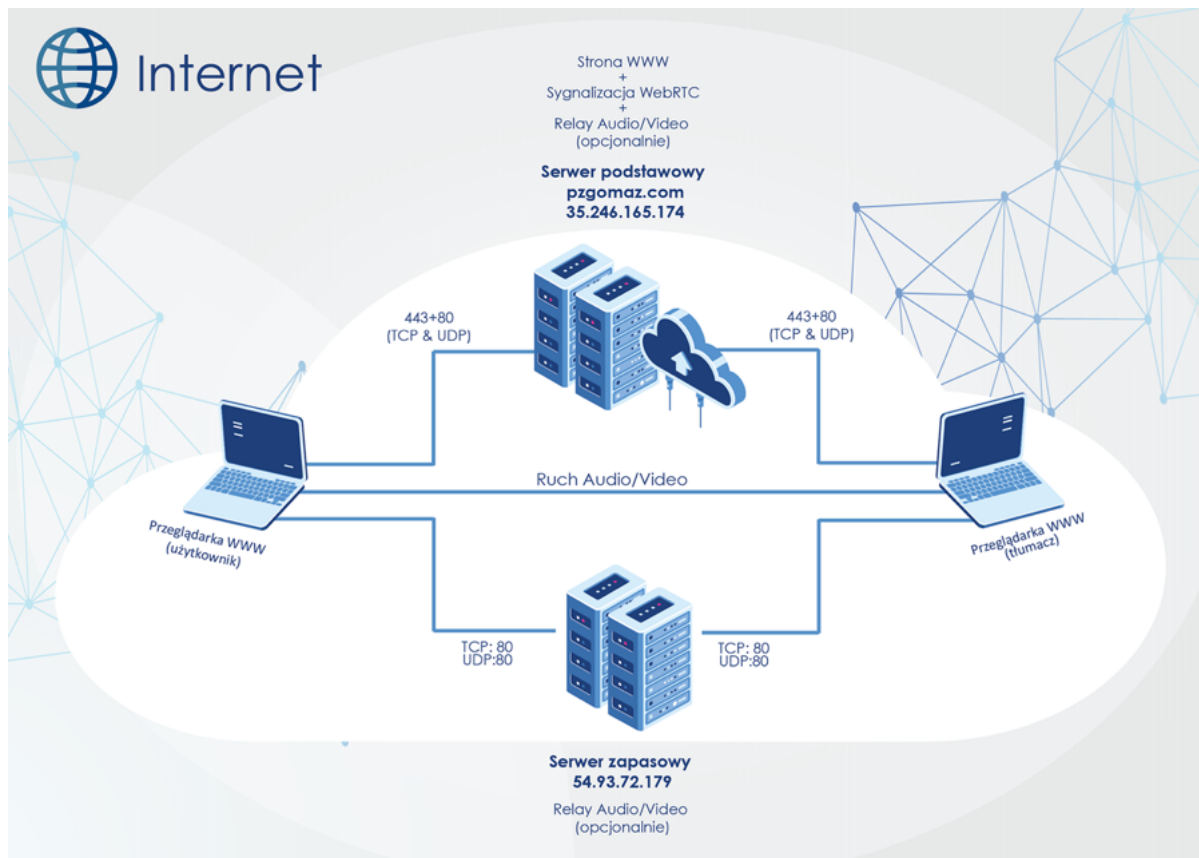 Internet
Strona WWW
+
Sygnalizacja WebRTC
+
Relay Audio/Video
(opcjonalnie)
Serwer podstawowy
pzgomaz.com
35.246.165.174
443+80
(TCP & UDP)
443+80
(TCP & UDP)
Ruch Audio/Video
Przeglądarka WWW
(użytkownik)
Przeglądarka WWW
(tłumacz)
TCP: 80
UDP:80
TCP: 80
UDP:80
Serwer zapasowy
54.93.72.179
Relay Audio/Video
(opcjonalnie)